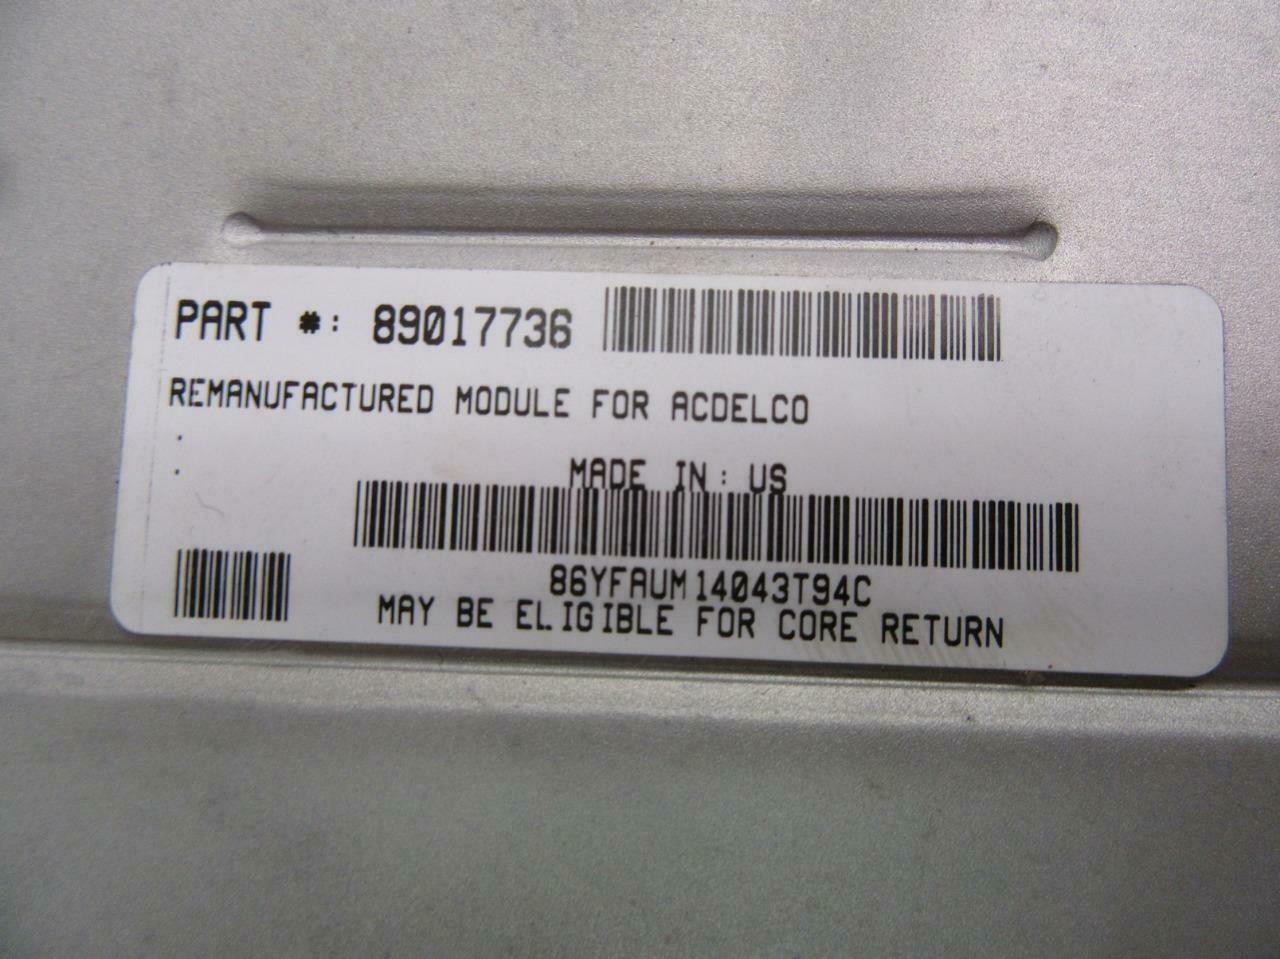 PART #: 89017736
REMANUFACTURED MODULE FOR ACDELCO
.
.
MADE IN: US
86YFAUM14043T94C
MAY BE ELIGIBLE FOR CORE RETURN